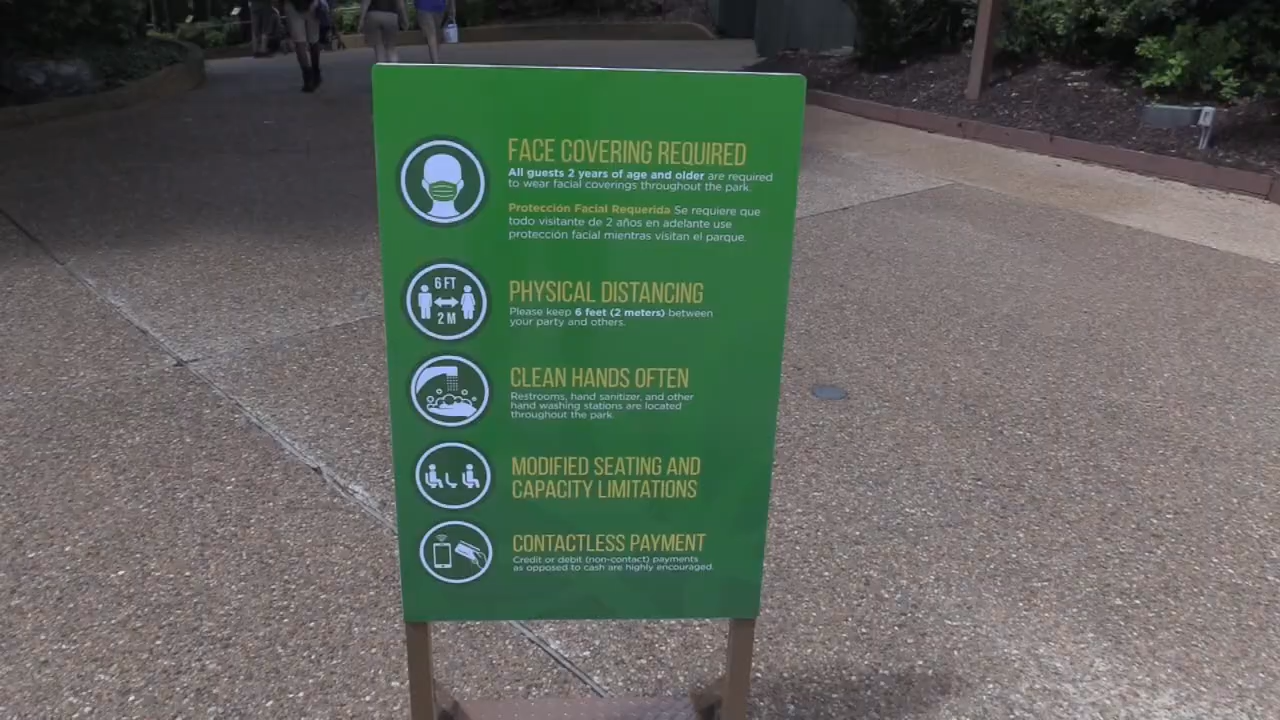 FACE COVERING REQUIRED
All guests 2 years of age and older are required
to wear facial coverings throughout the park.
Protección Facial Requerida Se requiere que
todo visitante de 2 años en adelante use
protección facial mientras visitan el parque.
6 FT
2 M
PHYSICAL DISTANCING
Please keep 6 feet (2 meters) between
your party and others.
CLEAN HANDS OFTEN
Restrooms, hand sanitizer, and other
hand washing stations are located
throughout the park.
MODIFIED SEATING AND
CAPACITY LIMITATIONS
CONTACTLESS PAYMENT
Credit or debit (non-contact) payments
as opposed to cash are highly encouraged.